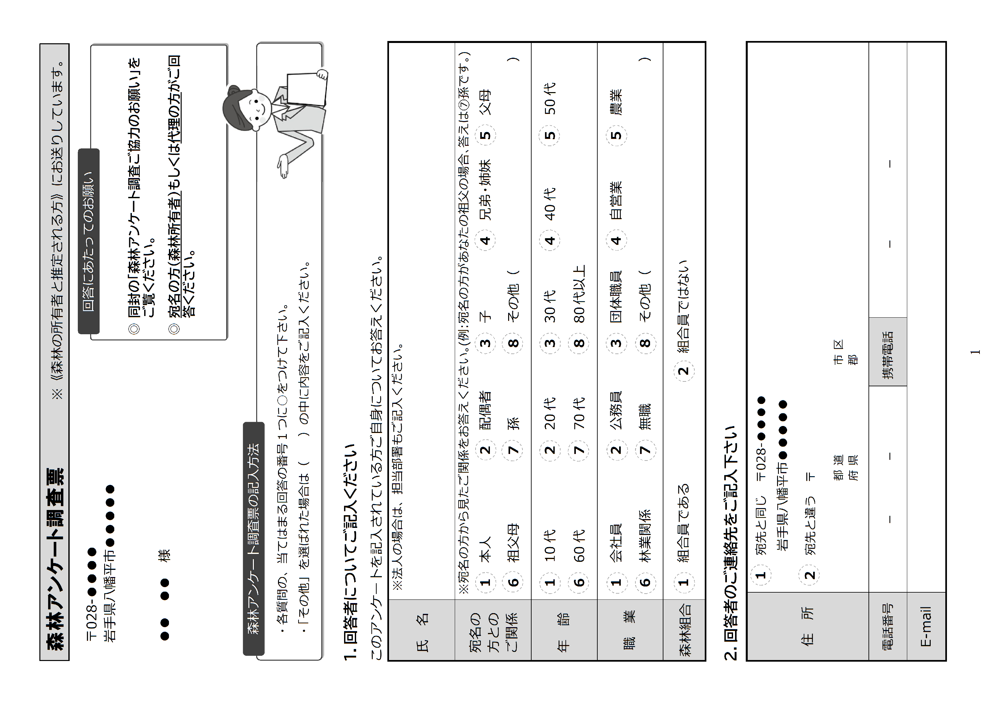 森林アンケート調査票 ※《森林の所有者と推定される方》にお送りしています。
〒028-●●●●
岩手県八幡平市●●●●●
●● ●● 様
回答にあたってのお願い
◎ 同封の「森林アンケート調査ご協力のお願い」を
ご覧ください。
◎ 宛名の方(森林所有者)もしくは代理の方がご回
答ください。
森林アンケート調査票の記入方法
・各質問の、当てはまる回答の番号1つに○をつけて下さい。
・「その他」を選ばれた場合は( )の中に内容をご記入ください。
1. 回答者についてご記入ください
このアンケートを記入されている方ご自身についてお答えください。
氏 名
※法人の場合は、担当部署もご記入ください。
宛名の
方との
ご関係
※宛名の方から見たご関係をお答えください。(例:宛名の方があなたの祖父の場合、答えは⑦孫です。)
1 本人 2 配偶者 3 子 4 兄弟・姉妹 5 父母
6 祖父母 7 孫 8 その他 ( )
年 齢
1 10代 2 20代 3 30代 4 40代 5 50代
6 60代 7 70代 8 80代以上
職 業
1 会社員 2 公務員 3 団体職員 4 自営業 5 農業
6 林業関係 7 無職 8 その他 ( )
森林組合 1 組合員である 2 組合員ではない
2. 回答者のご連絡先をご記入下さい
住 所
1 宛先と同じ 〒028-●●●●
岩手県八幡平市●●●●●
2 宛先と違う 〒
都 道 市 区
府 県 郡
電話番号 － － 携帯電話 － －
E-mail
1